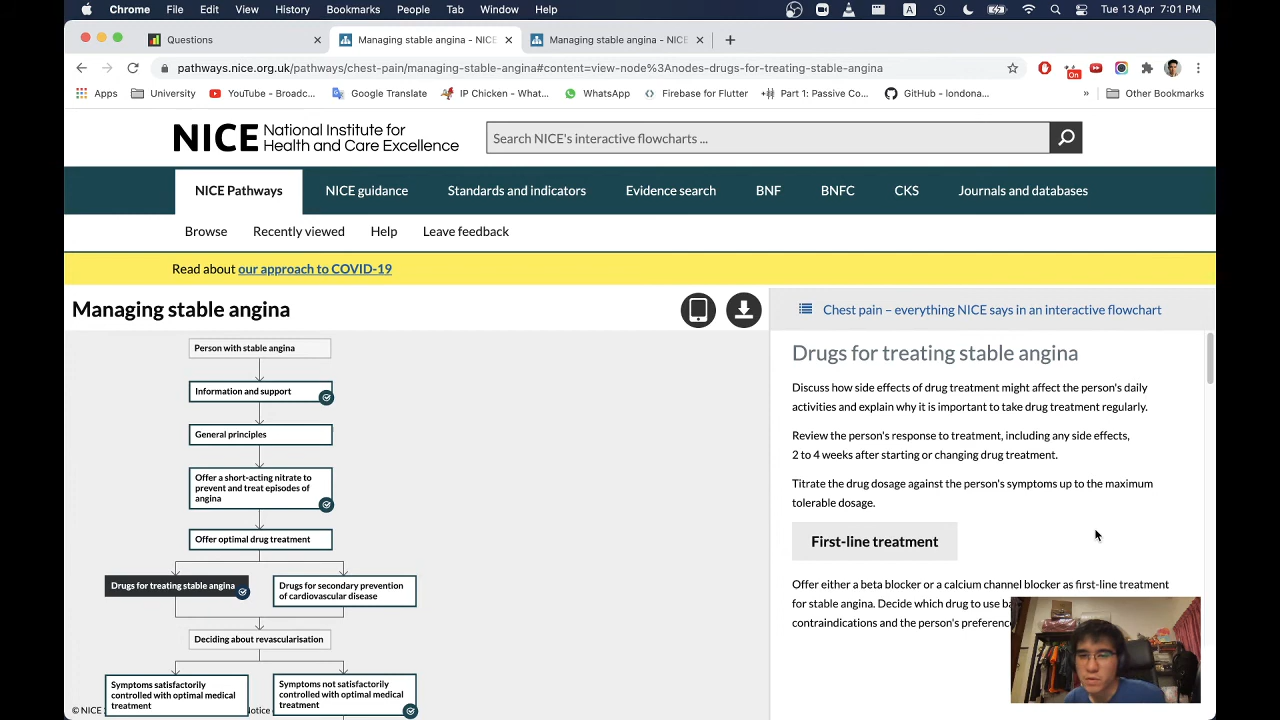 Chrome File Edit View History Bookmarks People Tab Window Help A Tue 13 Apr 7:01 PM
Questions Managing stable angina - NICE Managing stable angina - NICE
pathways.nice.org.uk/pathways/chest-pain/managing-stable-angina#content=view-node%3Anodes-drugs-for-treating-stable-angina
On
Apps University YouTube - Broadc... Google Translate IP Chicken - What... WhatsApp Firebase for Flutter Part 1: Passive Co... GitHub - londona... » Other Bookmarks
NICE National Institute for
Health and Care Excellence
Search NICE's interactive flowcharts ...
NICE Pathways NICE guidance Standards and indicators Evidence search BNF BNFC CKS Journals and databases
Browse Recently viewed Help Leave feedback
Read about our approach to COVID-19
Managing stable angina
Person with stable angina
Information and support
General principles
Offer a short-acting nitrate to
prevent and treat episodes of
angina
Offer optimal drug treatment
Drugs for treating stable angina
Drugs for secondary prevention
of cardiovascular disease
Deciding about revascularisation
Symptoms satisfactorily
controlled with optimal medical
treatment
Symptoms not satisfactorily
controlled with optimal medical
treatment
© NICE
Chest pain – everything NICE says in an interactive flowchart
Drugs for treating stable angina
Discuss how side effects of drug treatment might affect the person's daily
activities and explain why it is important to take drug treatment regularly.
Review the person's response to treatment, including any side effects,
2 to 4 weeks after starting or changing drug treatment.
Titrate the drug dosage against the person's symptoms up to the maximum
tolerable dosage.
First-line treatment
Offer either a beta blocker or a calcium channel blocker as first-line treatment
for stable angina. Decide which drug to use
contraindications and the person's